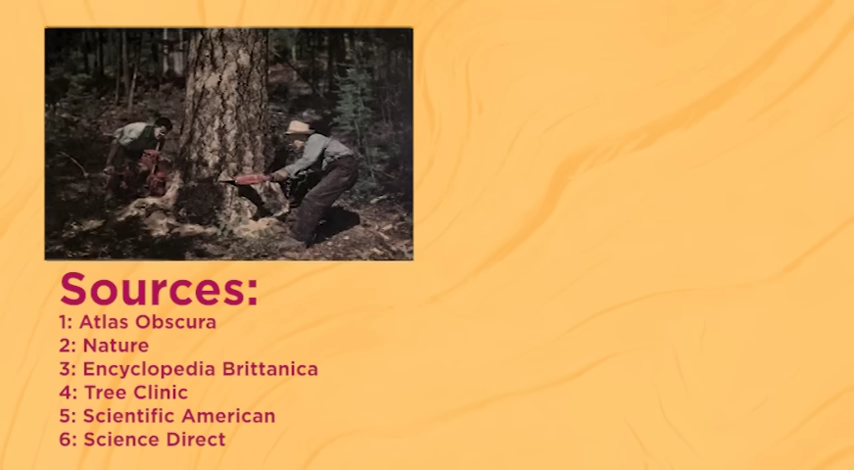 Sources:
1: Atlas Obscura
2: Nature
3: Encyclopedia Brittanica
4: Tree Clinic
5: Scientific American
6: Science Direct